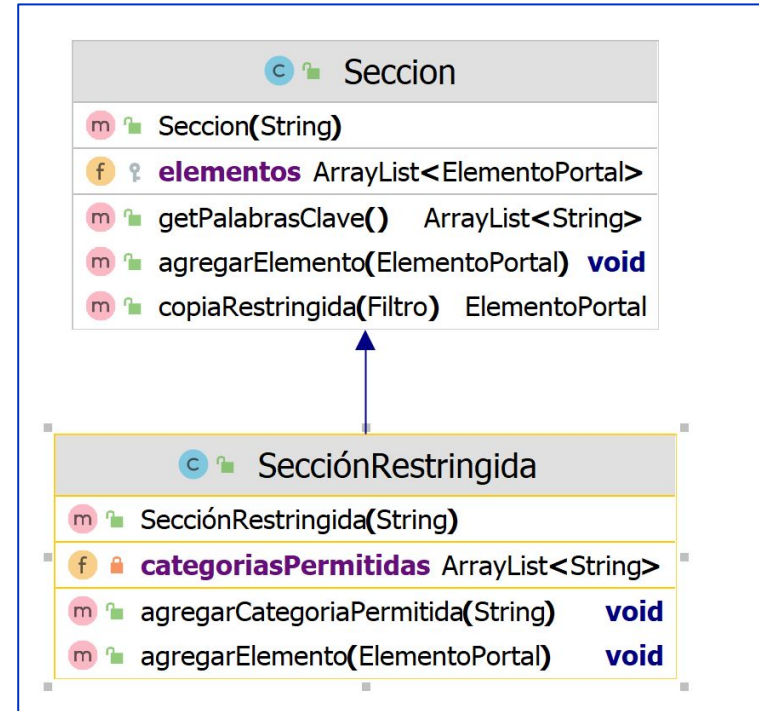 Seccion
Seccion(String)
elementos ArrayList<ElementoPortal>
getPalabrasClave() ArrayList<String>
agregarElemento(ElementoPortal) void
copiaRestringida(Filtro) ElementoPortal
SecciónRestringida
SecciónRestringida(String)
categoriasPermitidas ArrayList<String>
agregarCategoriaPermitida(String) void
agregarElemento(ElementoPortal) void